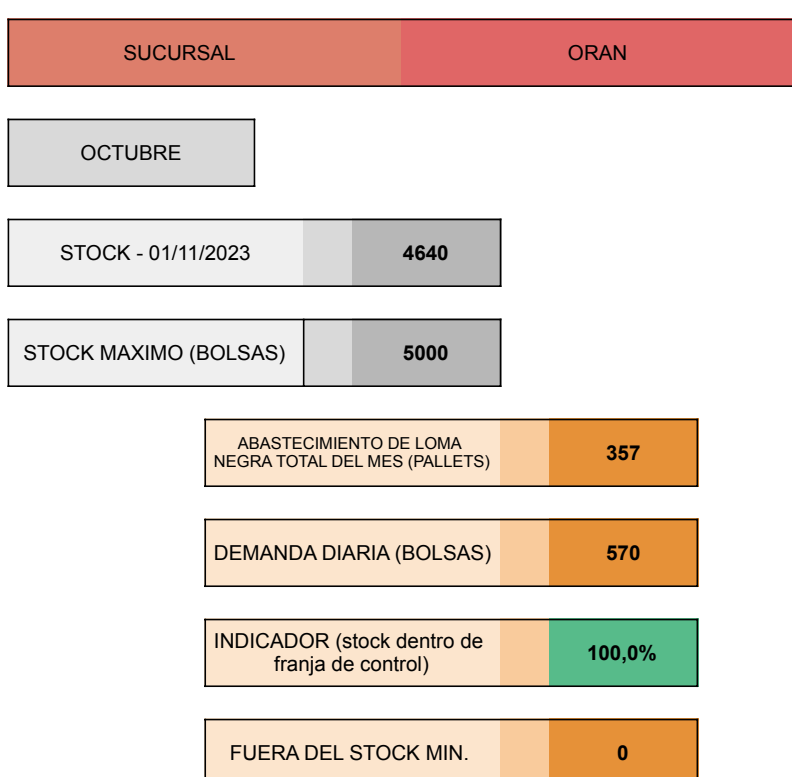 SUCURSAL ORAN
OCTUBRE
STOCK - 01/11/2023 4640
STOCK MAXIMO (BOLSAS) 5000
ABASTECIMIENTO DE LOMA
NEGRA TOTAL DEL MES (PALLETS) 357
DEMANDA DIARIA (BOLSAS) 570
INDICADOR (stock dentro de
franja de control) 100,0%
FUERA DEL STOCK MIN. 0